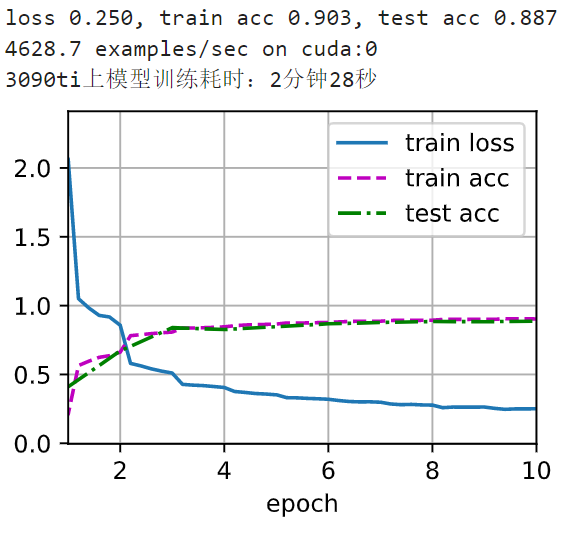 loss 0.250, train acc 0.903, test acc 0.887
4628.7 examples/sec on cuda:0
3090ti上模型训练耗时：2分钟28秒
train loss
train acc
test acc
2.0
1.5
1.0
0.5
0.0
2 4 6 8 10
epoch